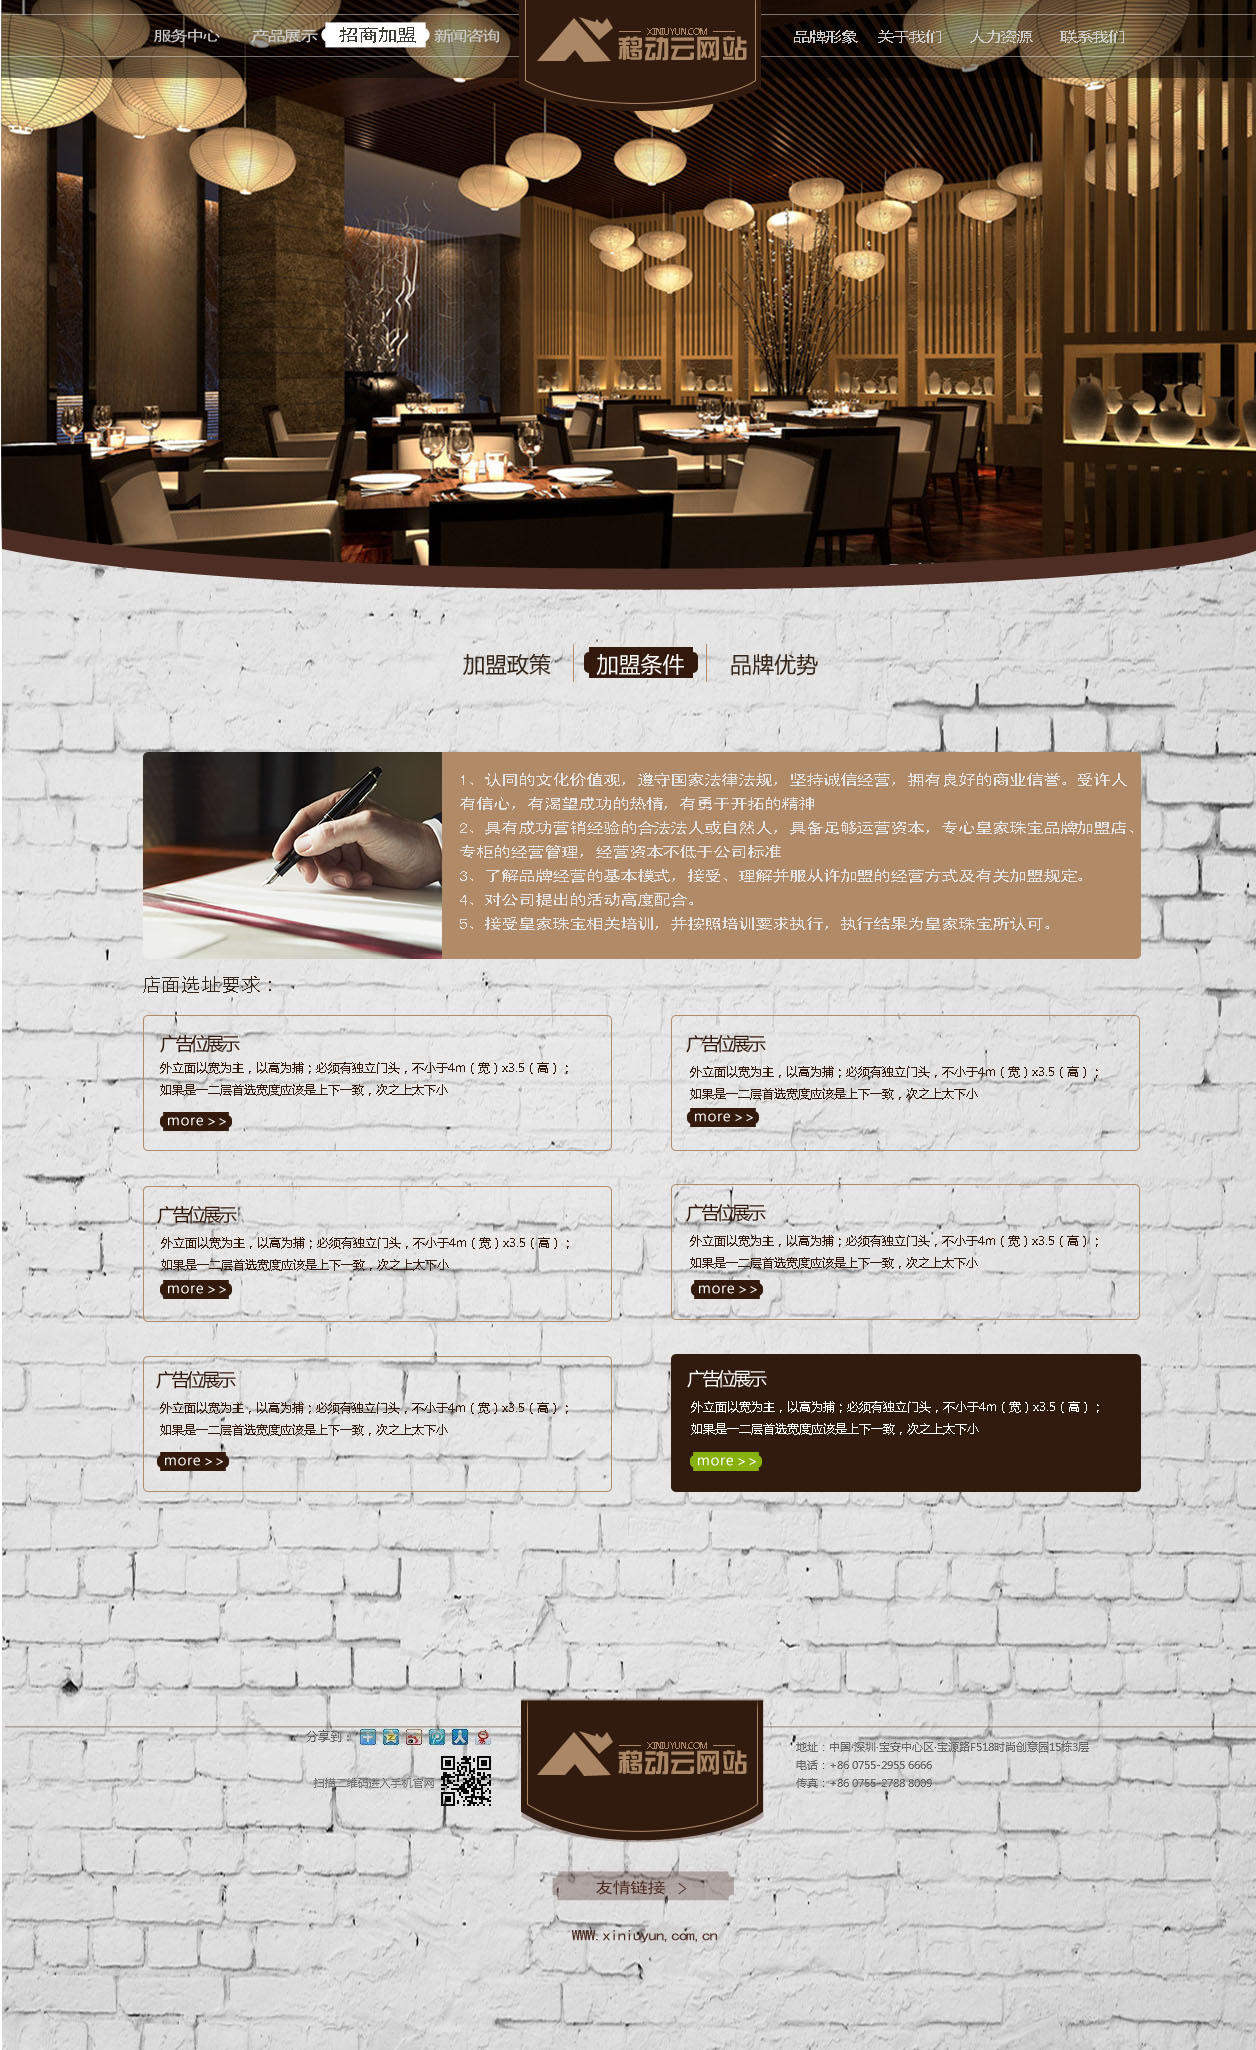 服务中心
产品展示
招商加盟
新闻咨询
XINIUYUN.COM
移动云网站
品牌形象
关于我们
人力资源
联系我们
加盟政策
加盟条件
品牌优势
1、认同的文化价值观，遵守国家法律法规，坚持诚信经营，拥有良好的商业信誉。受许人
有信心，有渴望成功的热情，有勇于开拓的精神
2、具有成功营销经验的合法法人或自然人，具备足够运营资本，专心皇家珠宝品牌加盟店、
专柜的经营管理，经营资本不低于公司标准
3、了解品牌经营的基本模式，接受、理解并服从许加盟的经营方式及有关加盟规定。
4、对公司提出的活动高度配合。
5、接受皇家珠宝相关培训，并按照培训要求执行，执行结果为皇家珠宝所认可。
店面选址要求：
广告位展示
外立面以宽为主，以高为捕；必须有独立门头，不小于4m（宽）x3.5（高）；
如果是一二层首选宽度应该是上下一致，次之上太下小
more >>
广告位展示
外立面以宽为主，以高为捕；必须有独立门头，不小于4m（宽）x3.5（高）；
如果是一二层首选宽度应该是上下一致，次之上太下小
more >>
广告位展示
外立面以宽为主，以高为捕；必须有独立门头，不小于4m（宽）x3.5（高）；
如果是一二层首选宽度应该是上下一致，次之上太下小
more >>
广告位展示
外立面以宽为主，以高为捕；必须有独立门头，不小于4m（宽）x3.5（高）；
如果是一二层首选宽度应该是上下一致，次之上太下小
more >>
广告位展示
外立面以宽为主，以高为捕；必须有独立门头，不小于4m（宽）x3.5（高）；
如果是一二层首选宽度应该是上下一致，次之上太下小
more >>
广告位展示
外立面以宽为主，以高为捕；必须有独立门头，不小于4m（宽）x3.5（高）；
如果是一二层首选宽度应该是上下一致，次之上太下小
more >>
分享到：
扫描二维码进入手机官网
XINIUYUN.COM
移动云网站
地址：中国·深圳·宝安中心区·宝源路F518时尚创意园15栋3层
电话：+86 0755-2955 6666
传真：+86 0755-2788 8009
友情链接 >
WWW.xiniuyun.com.cn